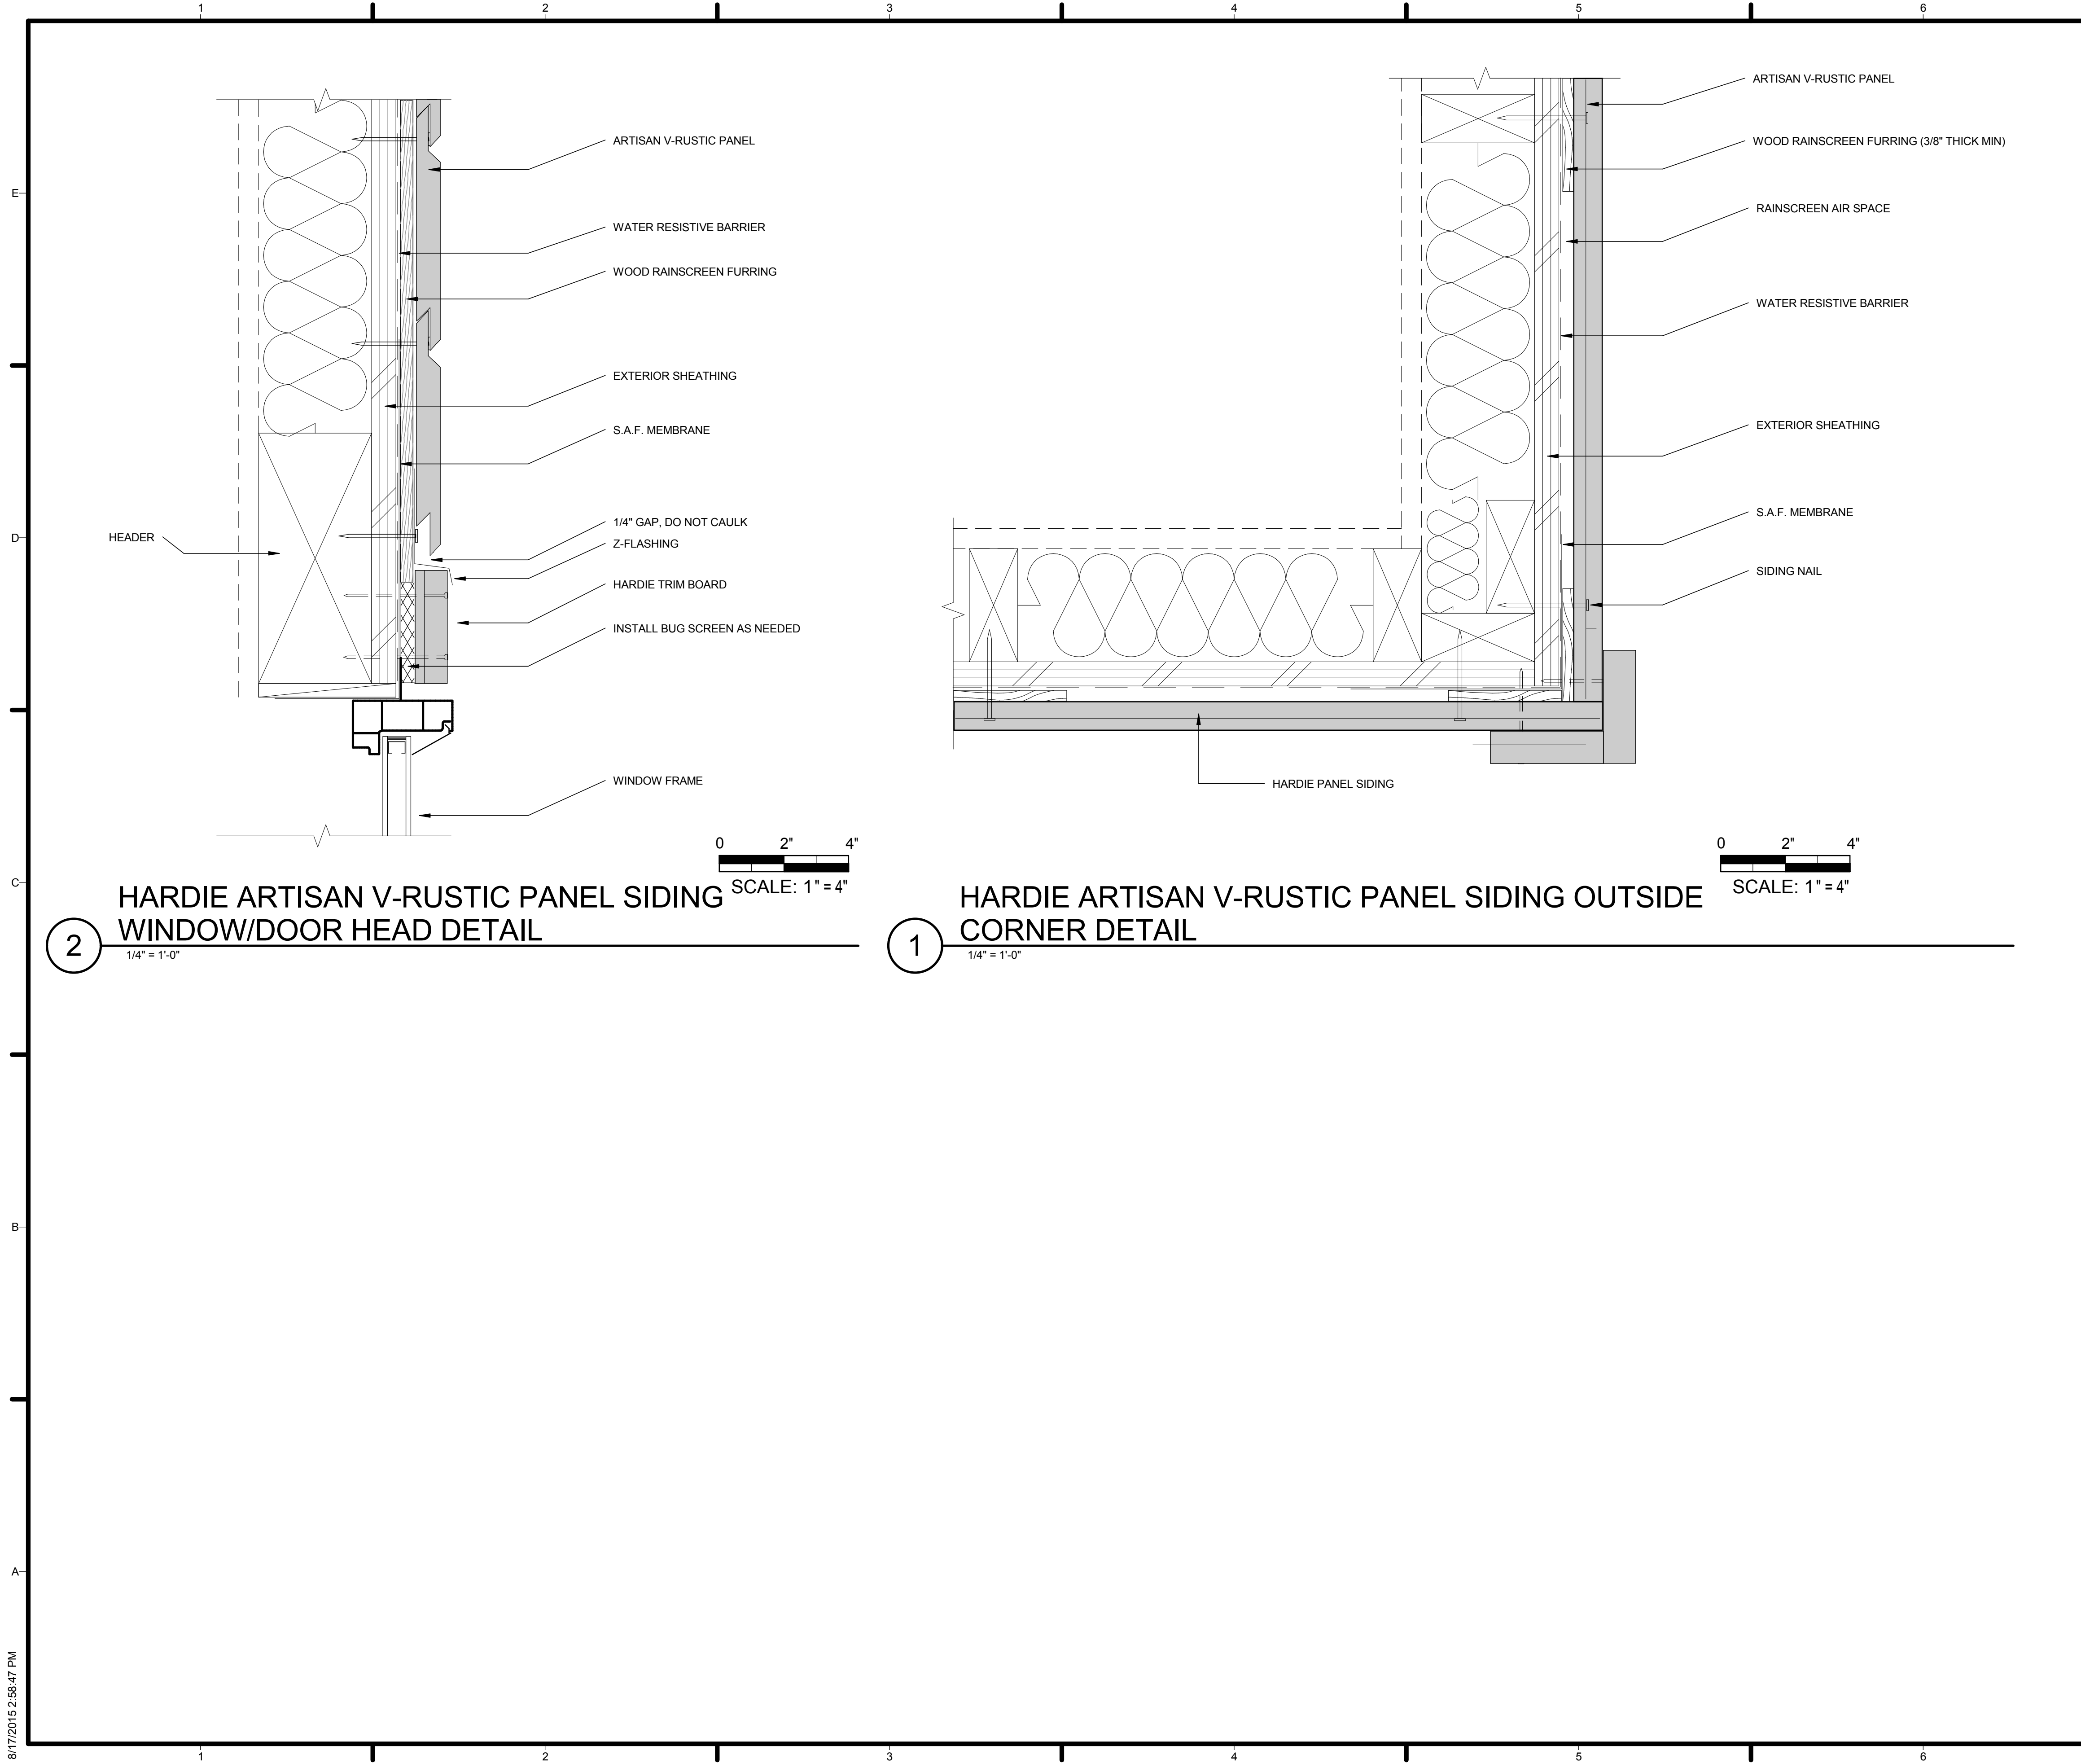 1 2 3 4 5 6
E
D
C
B
A
ARTISAN V-RUSTIC PANEL
WATER RESISTIVE BARRIER
WOOD RAINSCREEN FURRING
EXTERIOR SHEATHING
S.A.F. MEMBRANE
1/4" GAP, DO NOT CAULK
Z-FLASHING
HARDIE TRIM BOARD
INSTALL BUG SCREEN AS NEEDED
HEADER
WINDOW FRAME
0 2" 4"
SCALE: 1" = 4"
2
HARDIE ARTISAN V-RUSTIC PANEL SIDING
WINDOW/DOOR HEAD DETAIL
1/4" = 1'-0"
ARTISAN V-RUSTIC PANEL
WOOD RAINSCREEN FURRING (3/8" THICK MIN)
RAINSCREEN AIR SPACE
WATER RESISTIVE BARRIER
EXTERIOR SHEATHING
S.A.F. MEMBRANE
SIDING NAIL
HARDIE PANEL SIDING
0 2" 4"
SCALE: 1" = 4"
1
HARDIE ARTISAN V-RUSTIC PANEL SIDING OUTSIDE
CORNER DETAIL
1/4" = 1'-0"
8/17/2015 2:58:47 PM
1 2 3 4 5 6